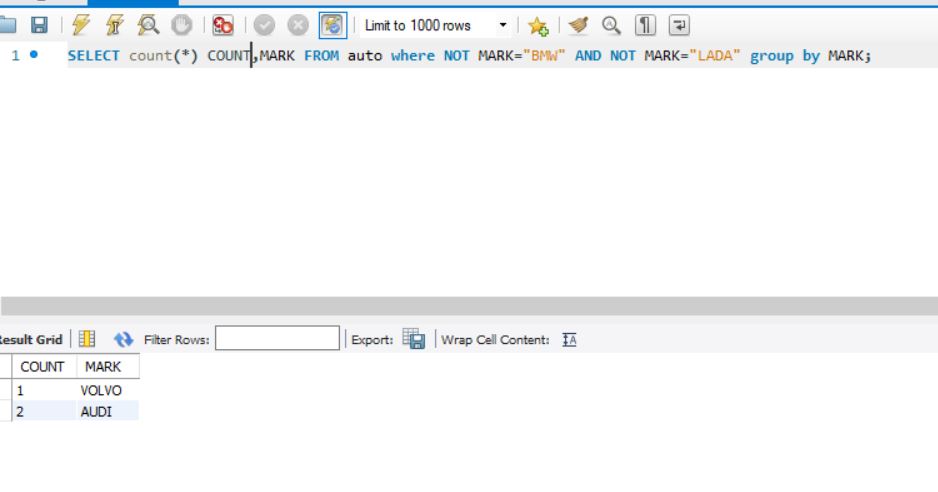 Limit to 1000 rows
1 SELECT count(*) COUNT,MARK FROM auto where NOT MARK="BMW" AND NOT MARK="LADA" group by MARK;
esult Grid Filter Rows: Export: Wrap Cell Content:
COUNT MARK
1 VOLVO
2 AUDI